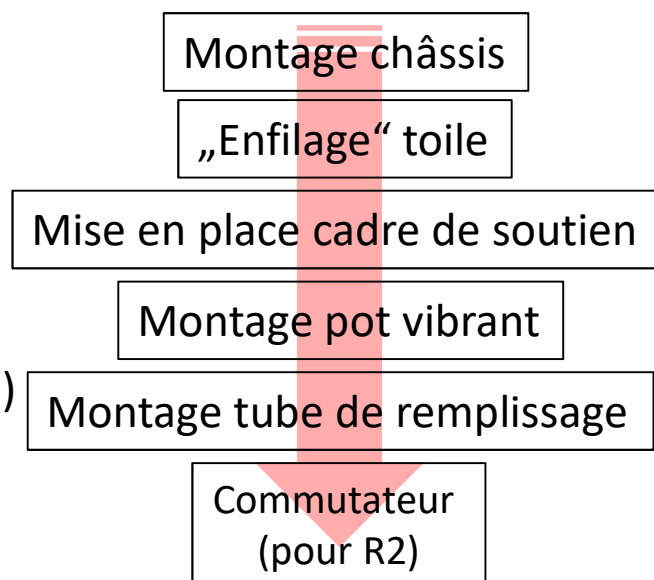 Montage châssis
„Enfilage“ toile
Mise en place cadre de soutien
Montage pot vibrant
)
Montage tube de remplissage
Commutateur
(pour R2)